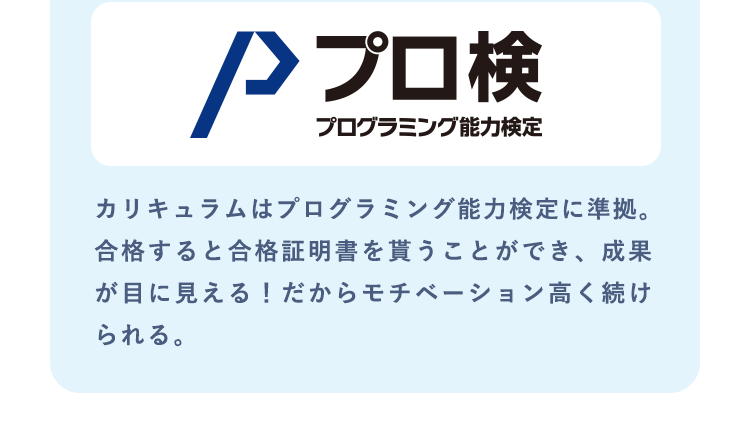 プロ検
プログラミング能力検定
カリキュラムはプログラミング能力検定に準拠。
合格すると合格証明書を貰うことができ、成果
が目に見える！だからモチベーション高く続け
られる。